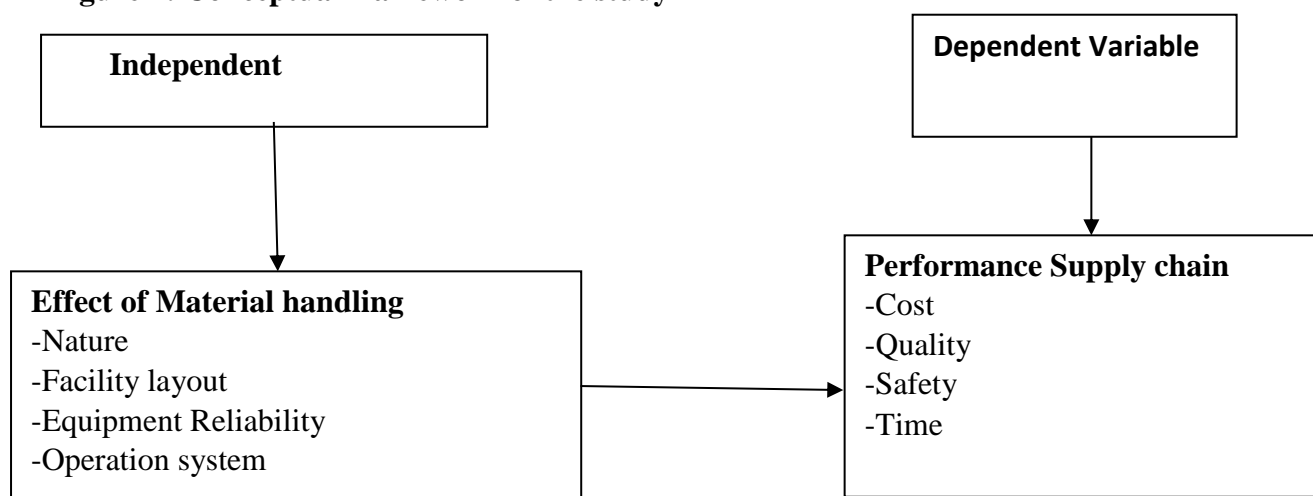 Independent
Dependent Variable
Effect of Material handling
-Nature
-Facility layout
-Equipment Reliability
-Operation system
Performance Supply chain
-Cost
-Quality
-Safety
-Time